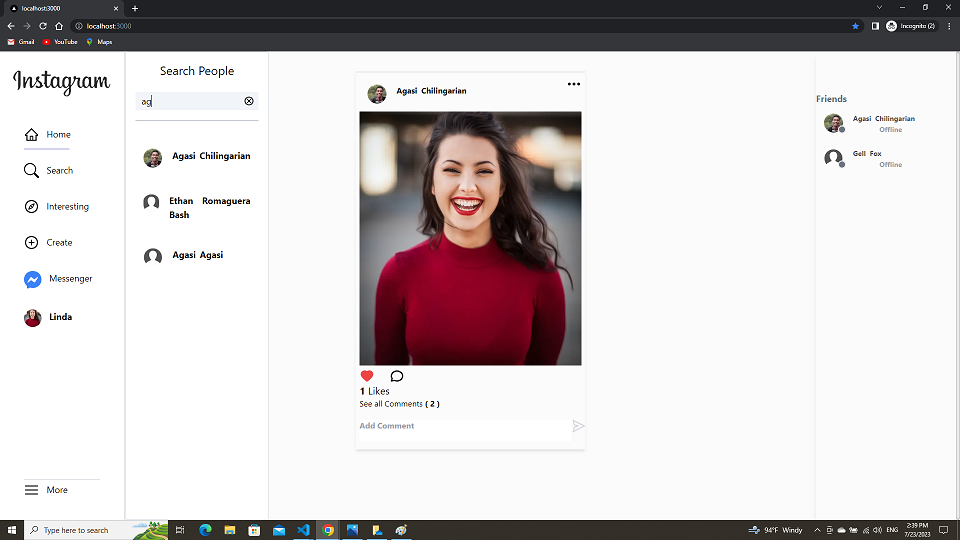 localhost:3000
localhost:3000
Incognito (2)
Gmail
YouTube
Maps
Instagram
Home
Search
Interesting
Create
Messenger
Linda
More
Search People
ag
Agasi Chilingarian
Ethan Romaguera
Bash
Agasi Agasi
Agasi Chilingarian
1 Likes
See all Comments ( 2 )
Add Comment
Friends
Agasi Chilingarian
Offline
Gell Fox
Offline
Type here to search
94°F Windy
ENG
2:39 PM
7/23/2023